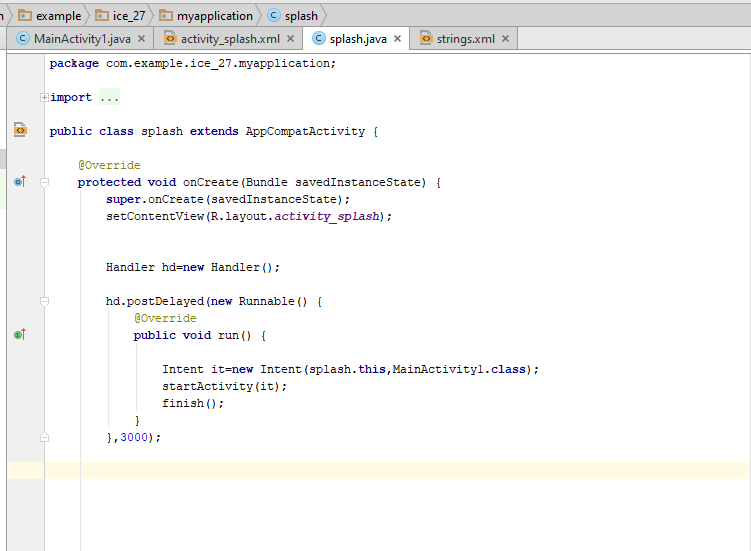 example ice_27 myapplication splash
MainActivity1.java activity_splash.xml splash.java strings.xml
package com.example.ice_27.myapplication;
import ...
public class splash extends AppCompatActivity {
@Override
protected void onCreate(Bundle savedInstanceState) {
super.onCreate(savedInstanceState);
setContentView(R.layout.activity_splash);
Handler hd=new Handler();
hd.postDelayed(new Runnable() {
@Override
public void run() {
Intent it=new Intent(splash.this,MainActivity1.class);
startActivity(it);
finish();
}
},3000);